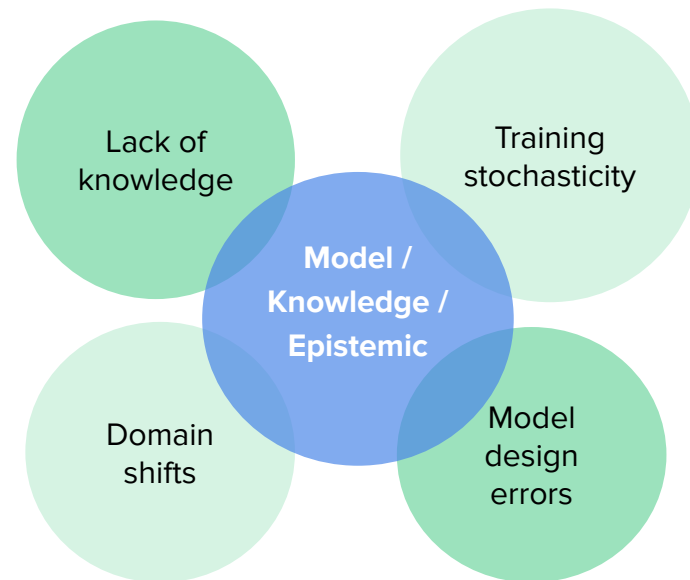 Lack of
knowledge
Training
stochasticity
Model /
Knowledge /
Epistemic
Domain
shifts
Model
design
errors